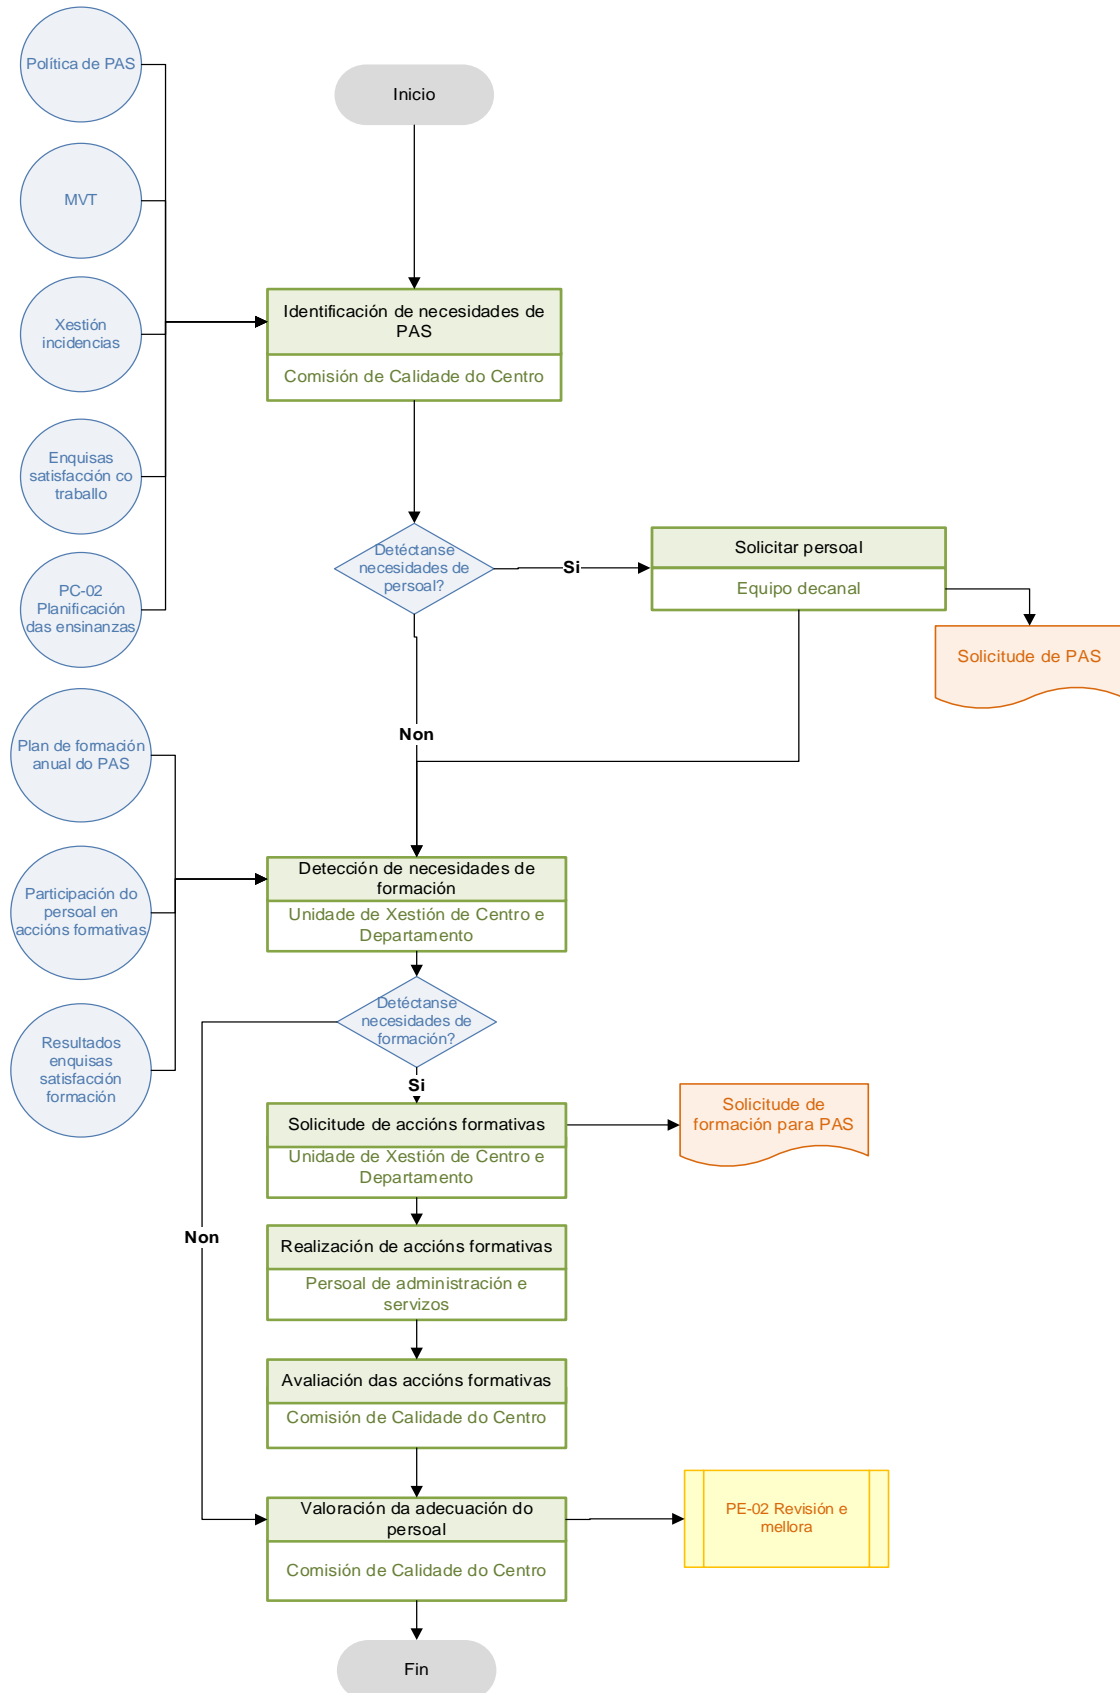 Política de PAS
Inicio
MVT
Xestión
incidencias
Identificación de necesidades de
PAS
Comisión de Calidade do Centro
Enquisas
satisfacción co
traballo
Detéctanse
necesidades de
persoal?
Si
Solicitar persoal
Equipo decanal
PC-02
Planificación
das ensinanzas
Solicitude de PAS
Non
Plan de formación
anual do PAS
Detección de necesidades de
formación
Unidade de Xestión de Centro e
Departamento
Participación do
persoal en
accións formativas
Detéctanse
necesidades de
formación?
Resultados
enquisas
satisfacción
formación
Si
Solicitude de accións formativas
Unidade de Xestión de Centro e
Departamento
Solicitude de
formación para PAS
Non
Realización de accións formativas
Persoal de administración e
servizos
Avaliación das accións formativas
Comisión de Calidade do Centro
Valoración da adecuación do
persoal
Comisión de Calidade do Centro
PE-02 Revisión e
mellora
Fin